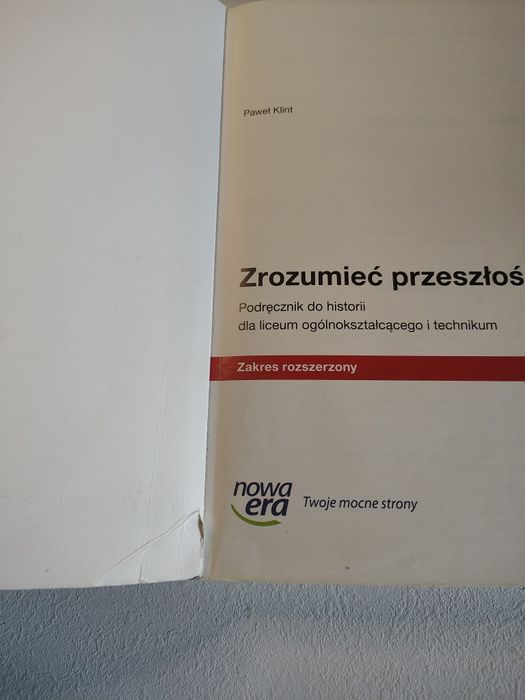 Paweł Klint
Zrozumieć przeszłoś
Podręcznik do historii
dla liceum ogólnokształcącego i technikum
Zakres rozszerzony
nowa
era
Twoje mocne strony